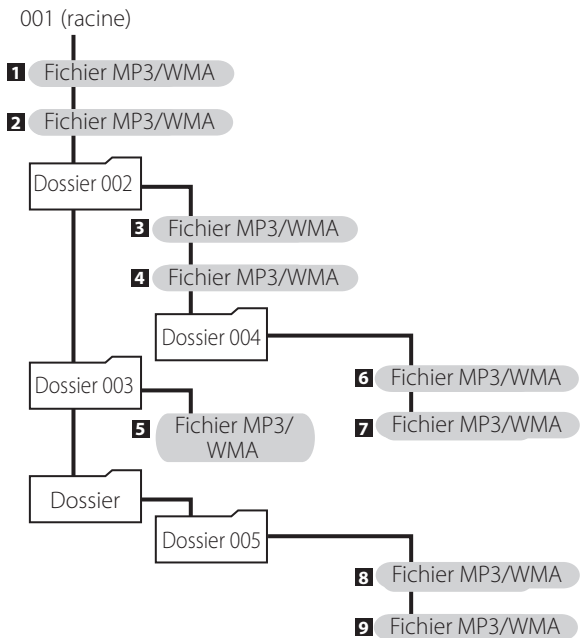 001 (racine)
1 Fichier MP3/WMA
2 Fichier MP3/WMA
Dossier 002
3 Fichier MP3/WMA
4 Fichier MP3/WMA
Dossier 004
6 Fichier MP3/WMA
Dossier 003
5 Fichier MP3/
WMA
7 Fichier MP3/WMA
Dossier
Dossier 005
8 Fichier MP3/WMA
9 Fichier MP3/WMA